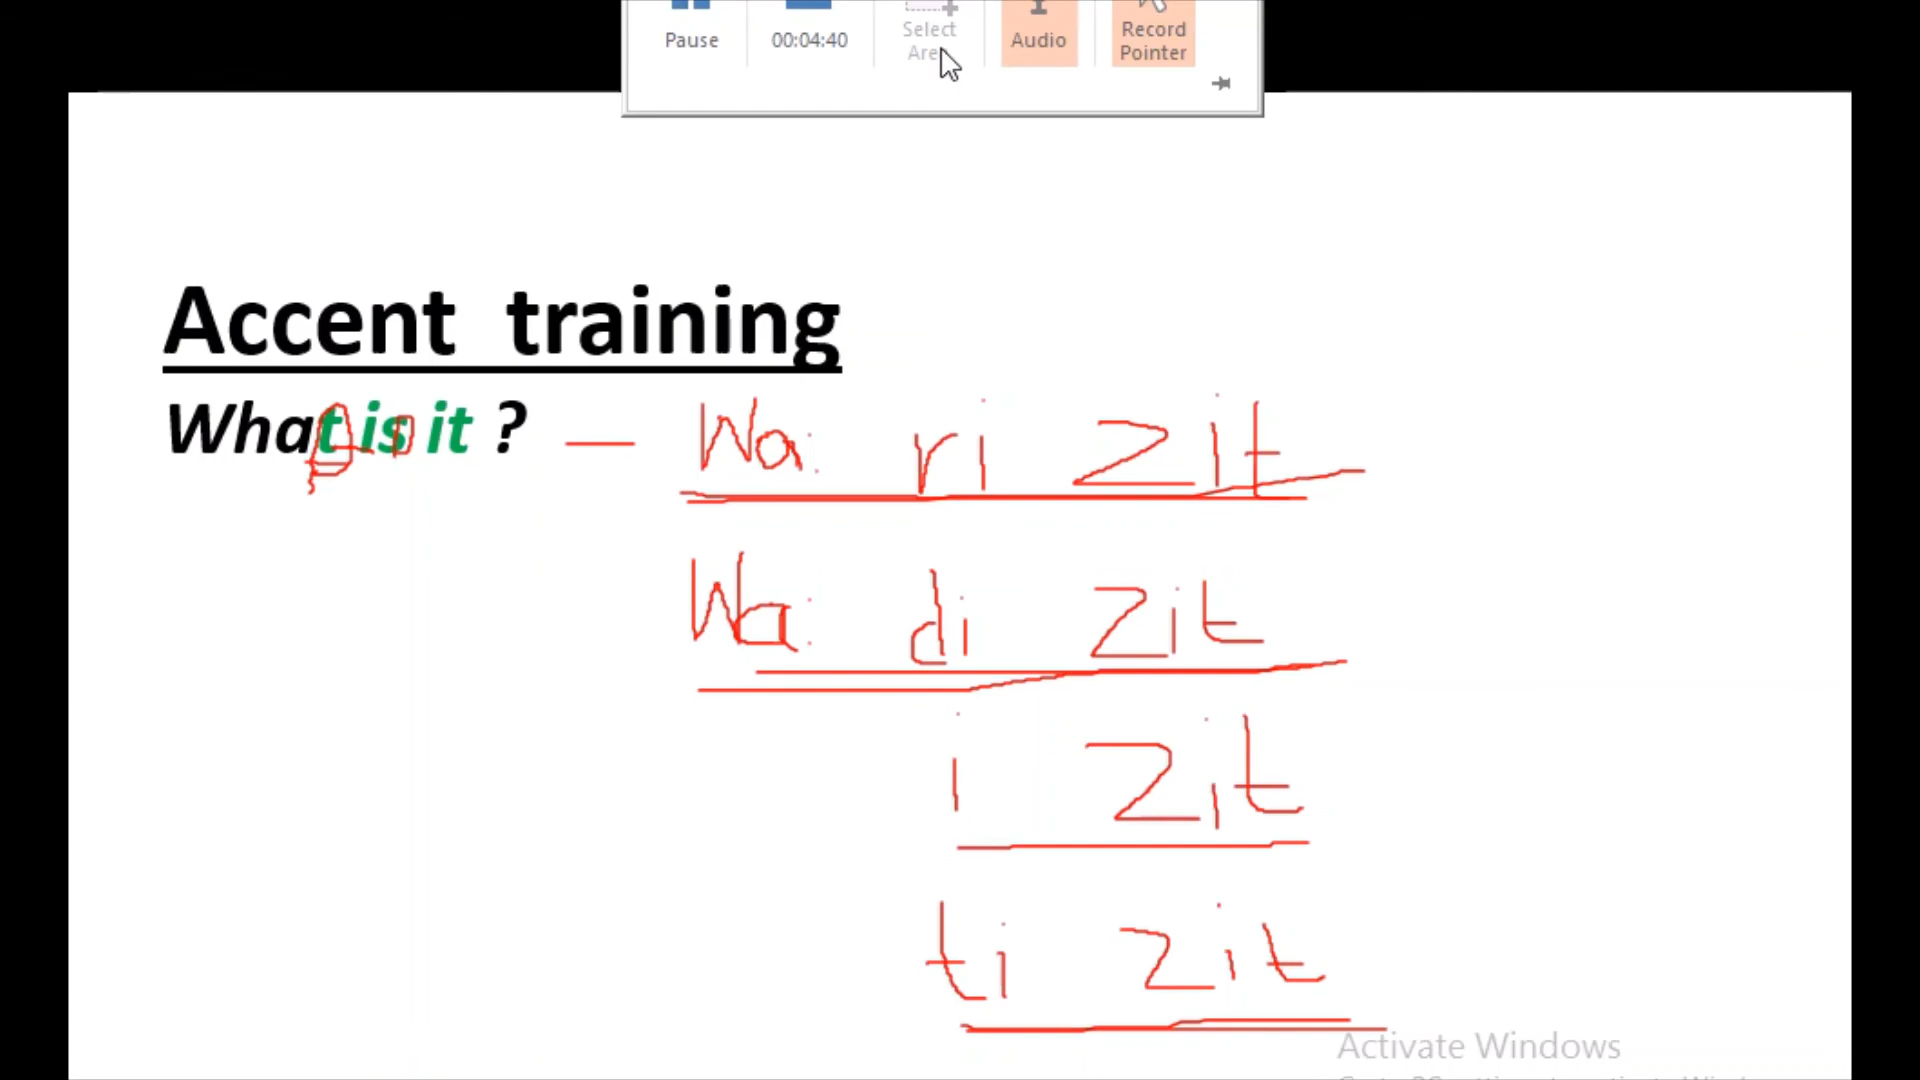 Pause 00:04:40 Select Area Audio Record Pointer
Accent training
What is it ? — Wa: ri Zit
Wa: di Zit
i Zit
ti Zit
Activate Windows